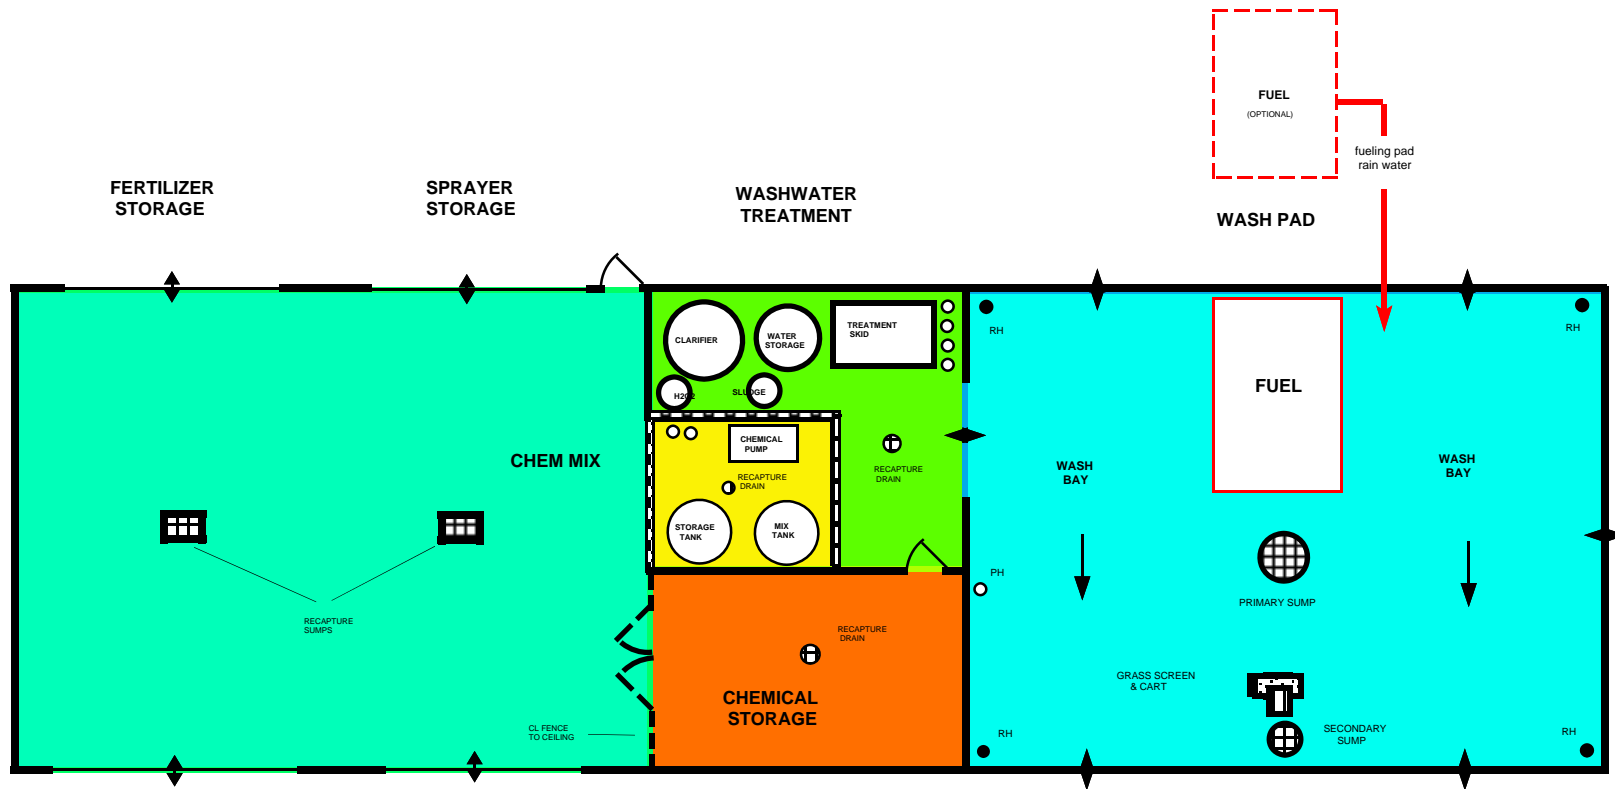 FUEL
(OPTIONAL)
fueling pad
rain water
FERTILIZER
STORAGE
SPRAYER
STORAGE
WASHWATER
TREATMENT
WASH PAD
CLARIFIER
WATER
STORAGE
TREATMENT
SKID
RH
RH
H2O2
SLUDGE
FUEL
CHEMICAL
PUMP
CHEM MIX
RECAPTURE
DRAIN
RECAPTURE
DRAIN
WASH
BAY
WASH
BAY
STORAGE
TANK
MIX
TANK
PH
PRIMARY SUMP
RECAPTURE
SUMPS
RECAPTURE
DRAIN
GRASS SCREEN
& CART
CHEMICAL
STORAGE
CL FENCE
TO CEILING
RH
SECONDARY
SUMP
RH